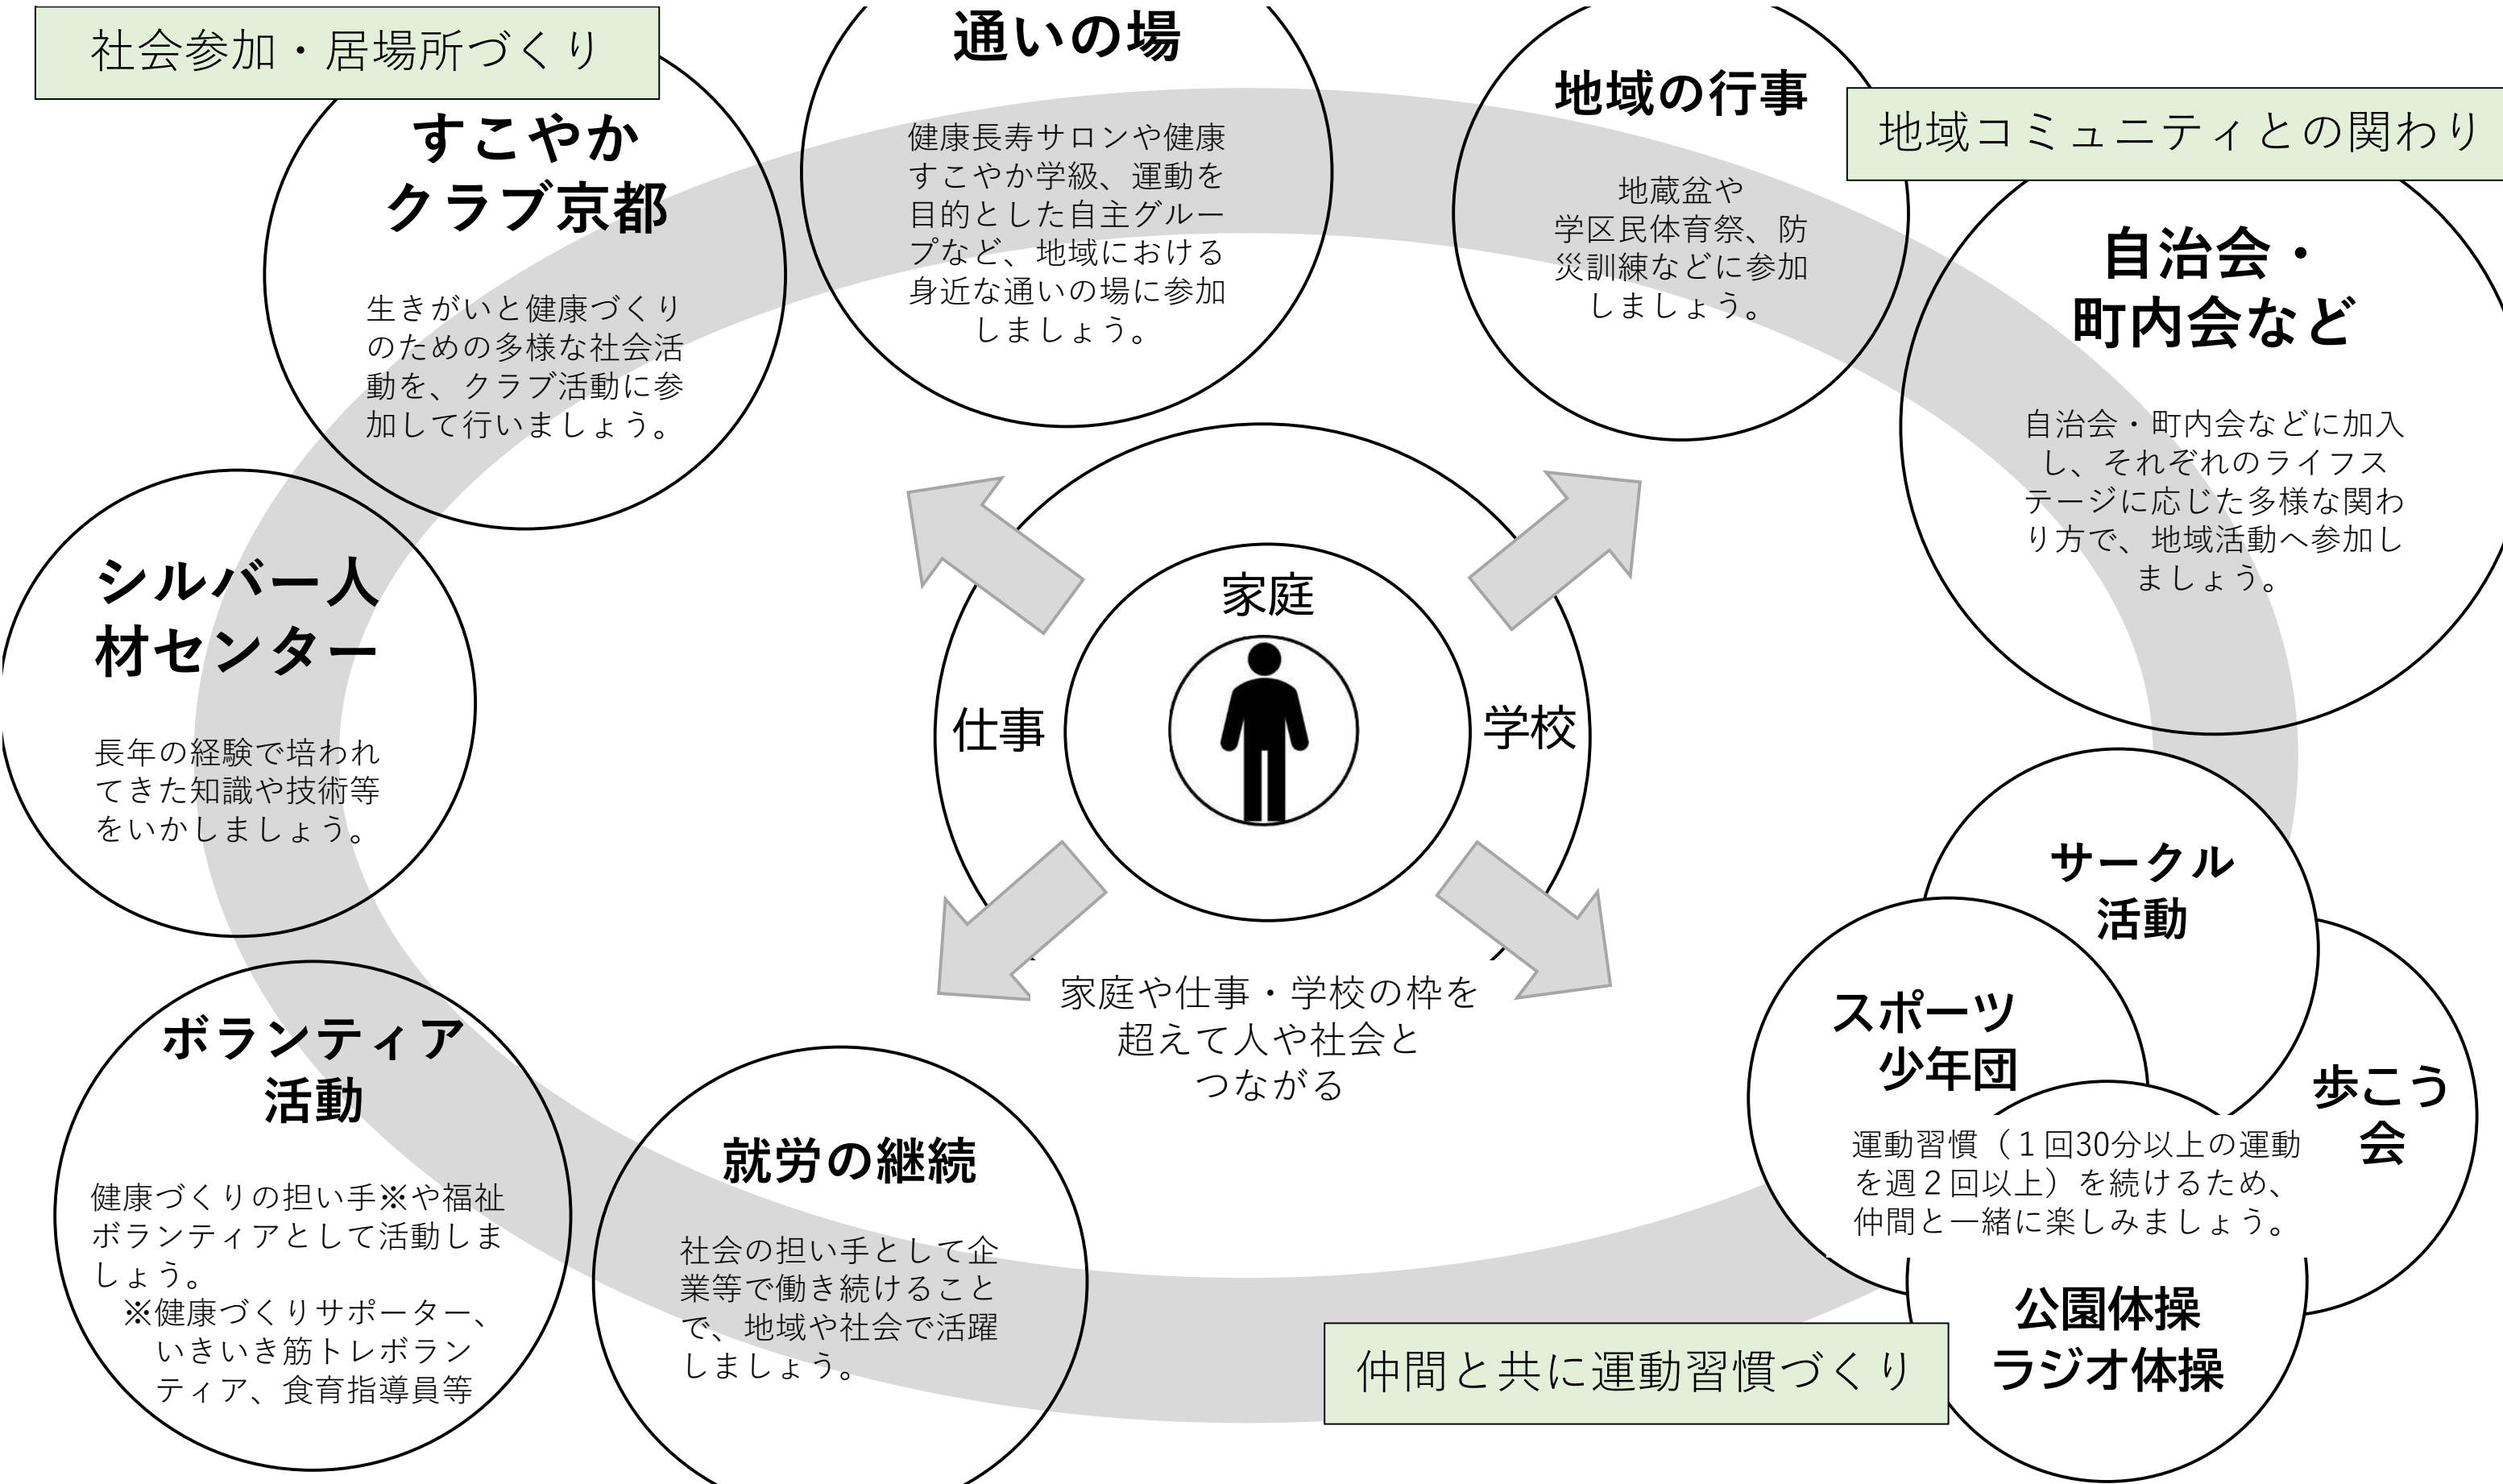 社会参加・居場所づくり
通いの場
健康長寿サロンや健康
すこやか学級、運動を
目的とした自主グルー
プなど、地域における
身近な通いの場に参加
しましょう。
地域の行事
地蔵盆や
学区民体育祭、防
災訓練などに参加
しましょう。
地域コミュニティとの関わり
すこやか
クラブ京都
生きがいと健康づくり
のための多様な社会活
動を、クラブ活動に参
加して行いましょう。
自治会・
町内会など
自治会・町内会などに加入
し、それぞれのライフス
テージに応じた多様な関わ
り方で、地域活動へ参加し
ましょう。
シルバー人
材センター
長年の経験で培われ
てきた知識や技術等
をいかしましょう。
家庭
仕事
学校
家庭や仕事・学校の枠を
超えて人や社会と
つながる
サークル
活動
スポーツ
少年団
歩こう
会
運動習慣（１回30分以上の運動
を週２回以上）を続けるため、
仲間と一緒に楽しみましょう。
公園体操
ラジオ体操
ボランティア
活動
健康づくりの担い手※や福祉
ボランティアとして活動しま
しょう。
※健康づくりサポーター、
いきいき筋トレボラン
ティア、食育指導員等
就労の継続
社会の担い手として企
業等で働き続けること
で、地域や社会で活躍
しましょう。
仲間と共に運動習慣づくり